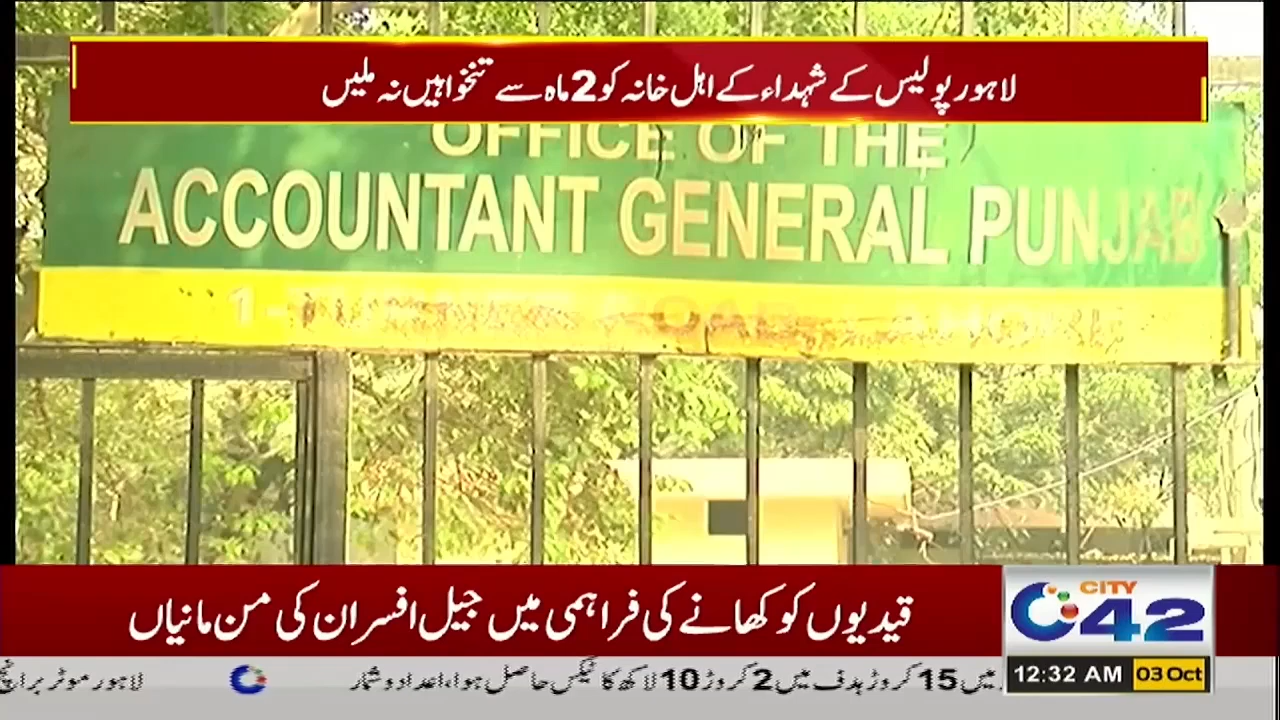 لاہور پولیس کے شہداء کے اہل خانہ کو 2 ماہ سے تنخواہیں نہ ملیں
OFFICE OF THE
ACCOUNTANT GENERAL PUNJAB
قیدیوں کو کھانے کی فراہمی میں جیل افسران کی من مانیاں
CITY
42
میں 15 کروڑ ہدف میں 2 کروڑ 10 لاکھ کا ٹیکس حاصل ہوا، اعداد و شمار
لاہور موٹر برانچ
12:32 AM 03 Oct